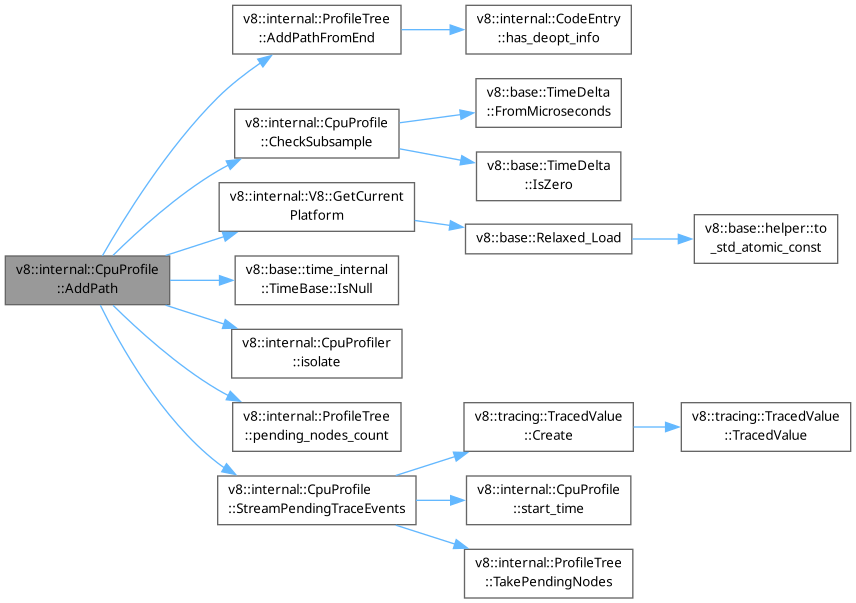 v8::internal::ProfileTree
::AddPathFromEnd
v8::internal::CodeEntry
::has_deopt_info
v8::internal::CpuProfile
::CheckSubsample
v8::base::TimeDelta
::FromMicroseconds
v8::base::TimeDelta
::IsZero
v8::internal::V8::GetCurrent
Platform
v8::base::Relaxed_Load
v8::base::helper::to
_std_atomic_const
v8::internal::CpuProfile
::AddPath
v8::base::time_internal
::TimeBase::IsNull
v8::internal::CpuProfiler
::isolate
v8::internal::ProfileTree
::pending_nodes_count
v8::tracing::TracedValue
::Create
v8::tracing::TracedValue
::TracedValue
v8::internal::CpuProfile
::StreamPendingTraceEvents
v8::internal::CpuProfile
::start_time
v8::internal::ProfileTree
::TakePendingNodes